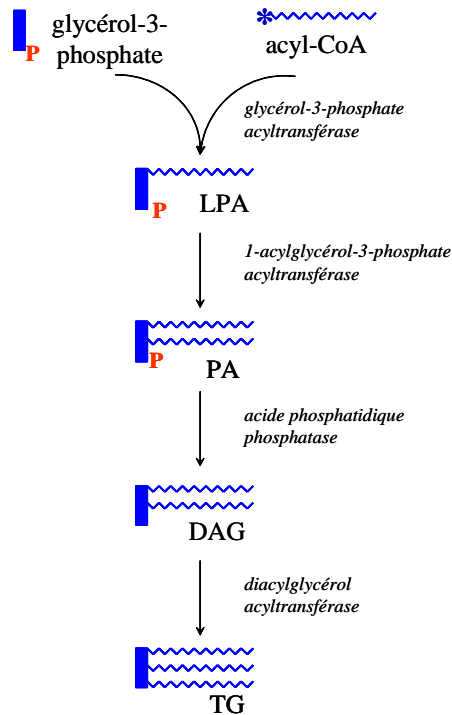 glycérol-3-
phosphate
P
*
acyl-CoA
glycérol-3-phosphate
acyltransférase
P
LPA
1-acylglycérol-3-phosphate
acyltransférase
P
PA
acide phosphatidique
phosphatase
DAG
diacylglycérol
acyltransférase
TG